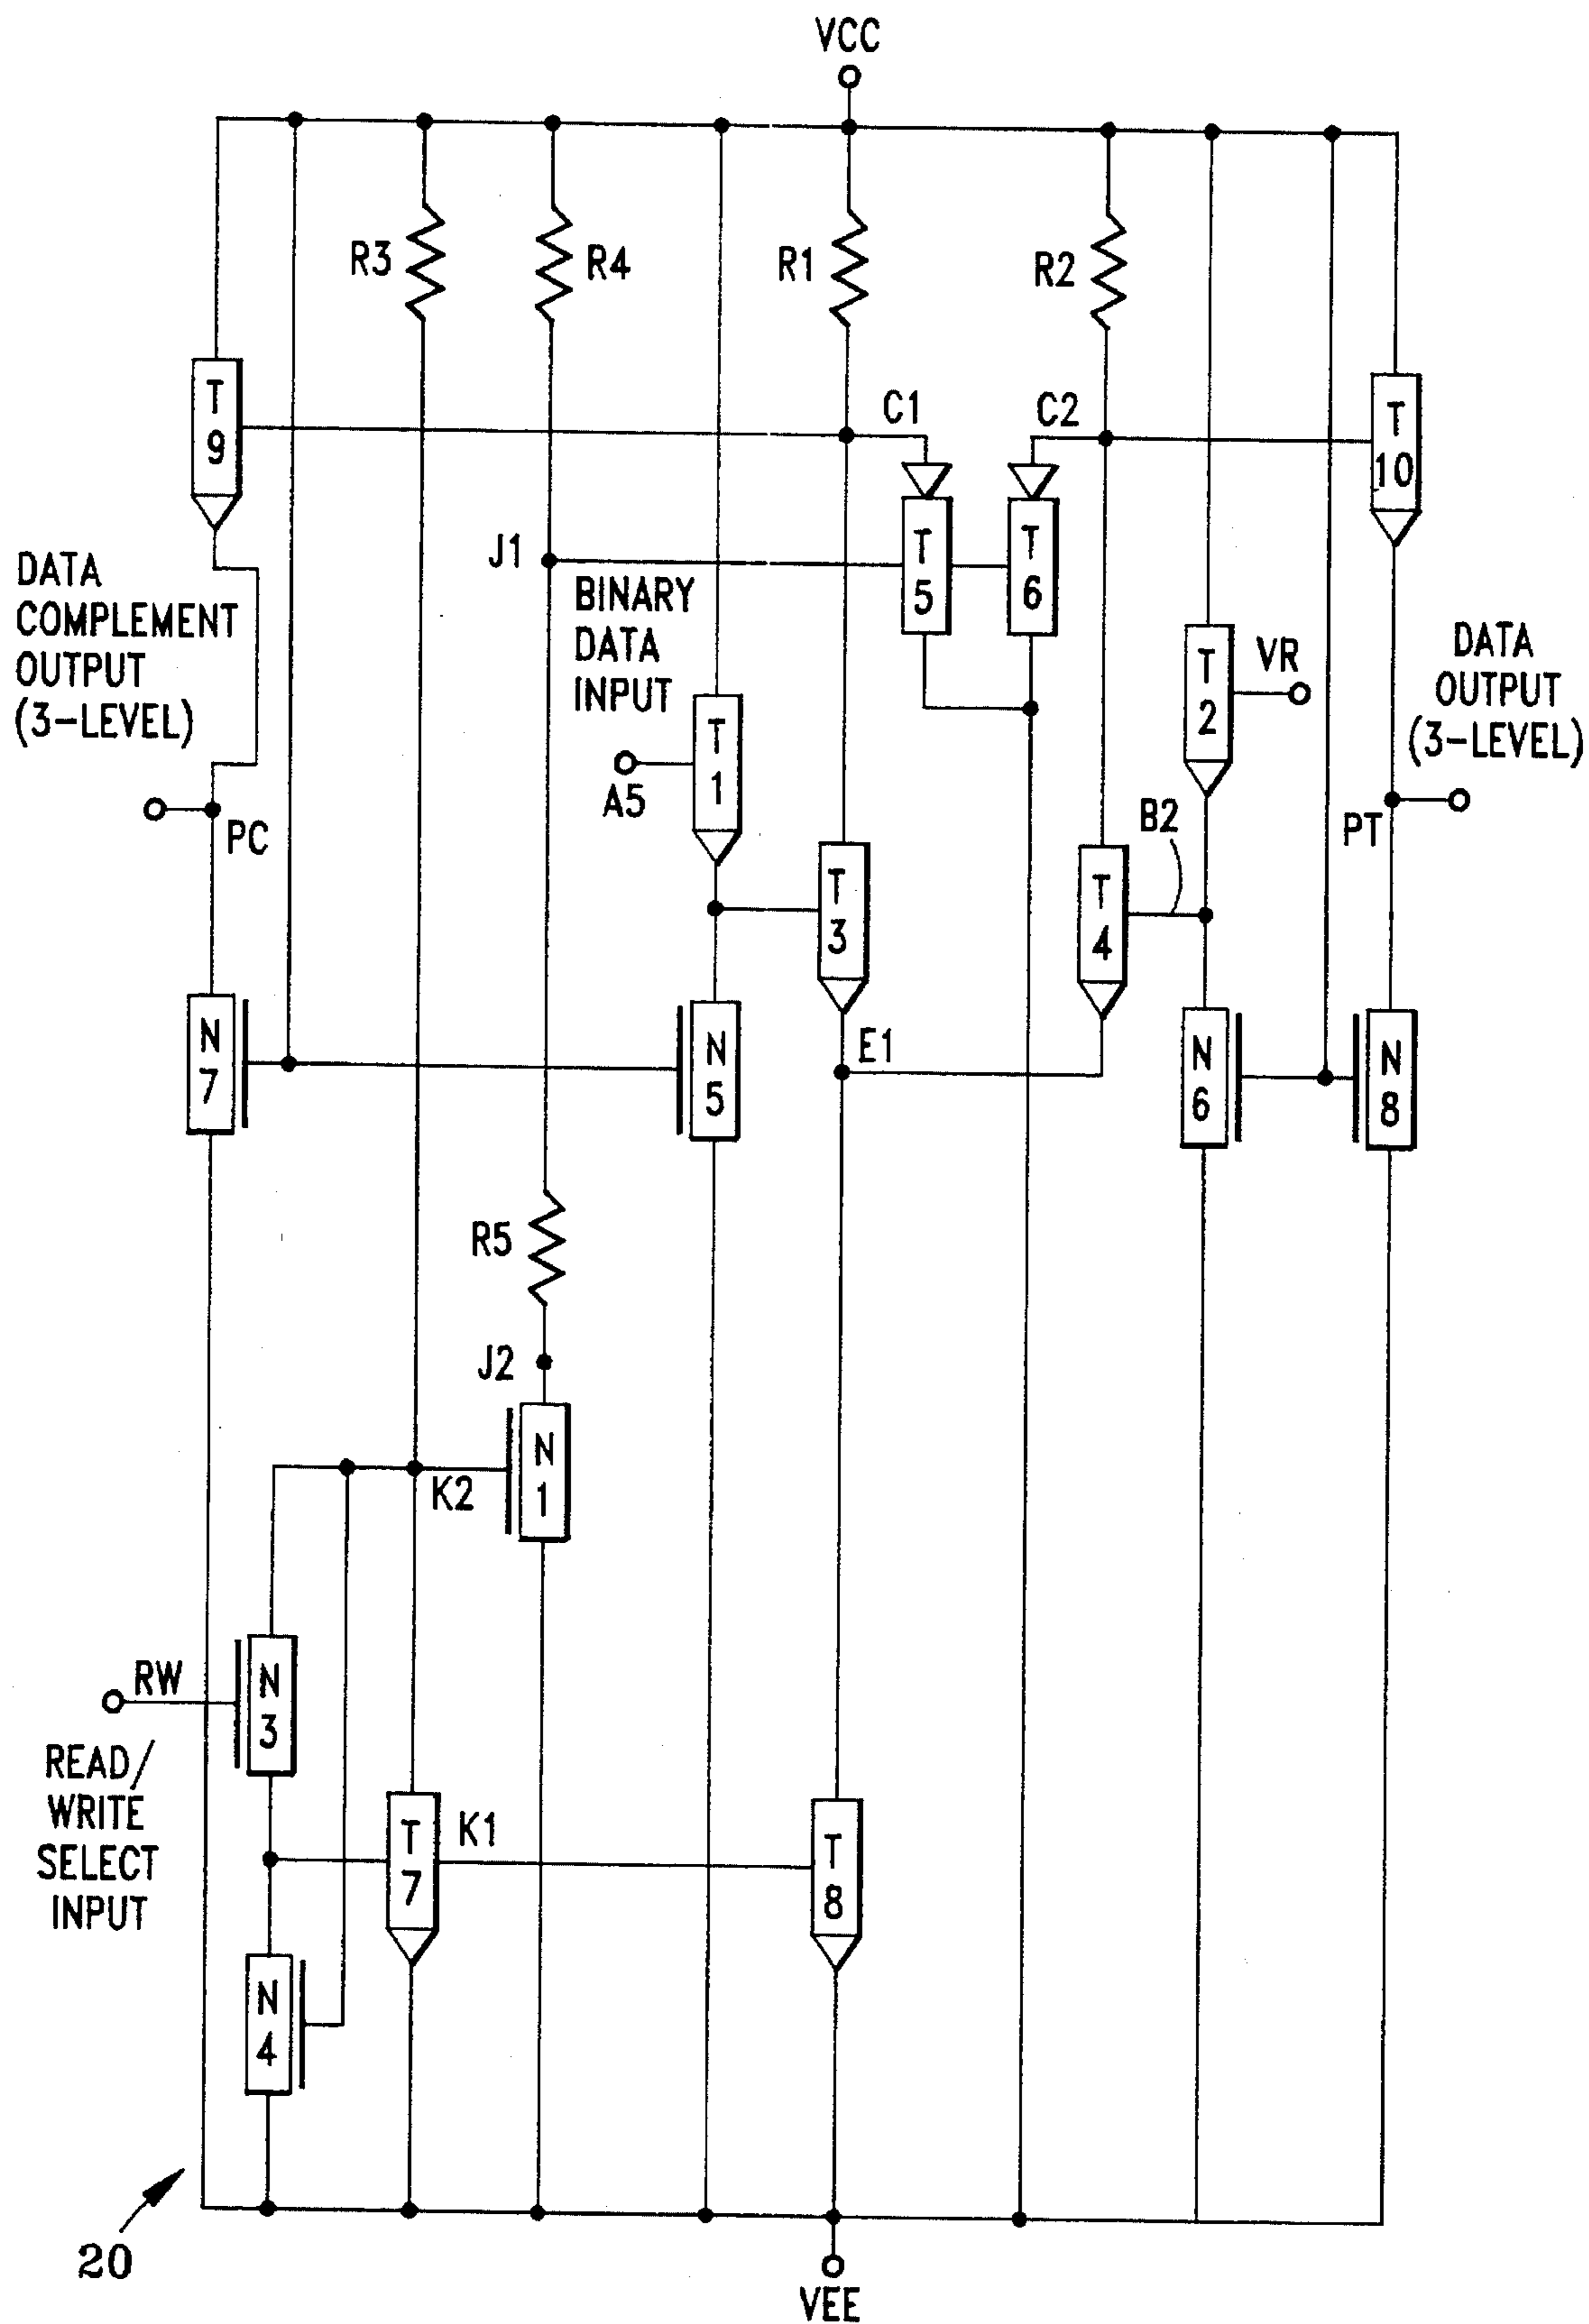 VCC
R3
R4
R1
R2
T
9
C1
C2
T
10
J1
T
5
T
6
DATA
COMPLEMENT
OUTPUT
(3-LEVEL)
BINARY
DATA
INPUT
T
2
VR
DATA
OUTPUT
(3-LEVEL)
T
1
A5
PC
B2
PT
T
3
T
4
N
7
N
5
E1
N
6
N
8
R5
J2
N
1
K2
RW
N
3
READ/
WRITE
SELECT
INPUT
T
7
K1
T
8
N
4
20
VEE